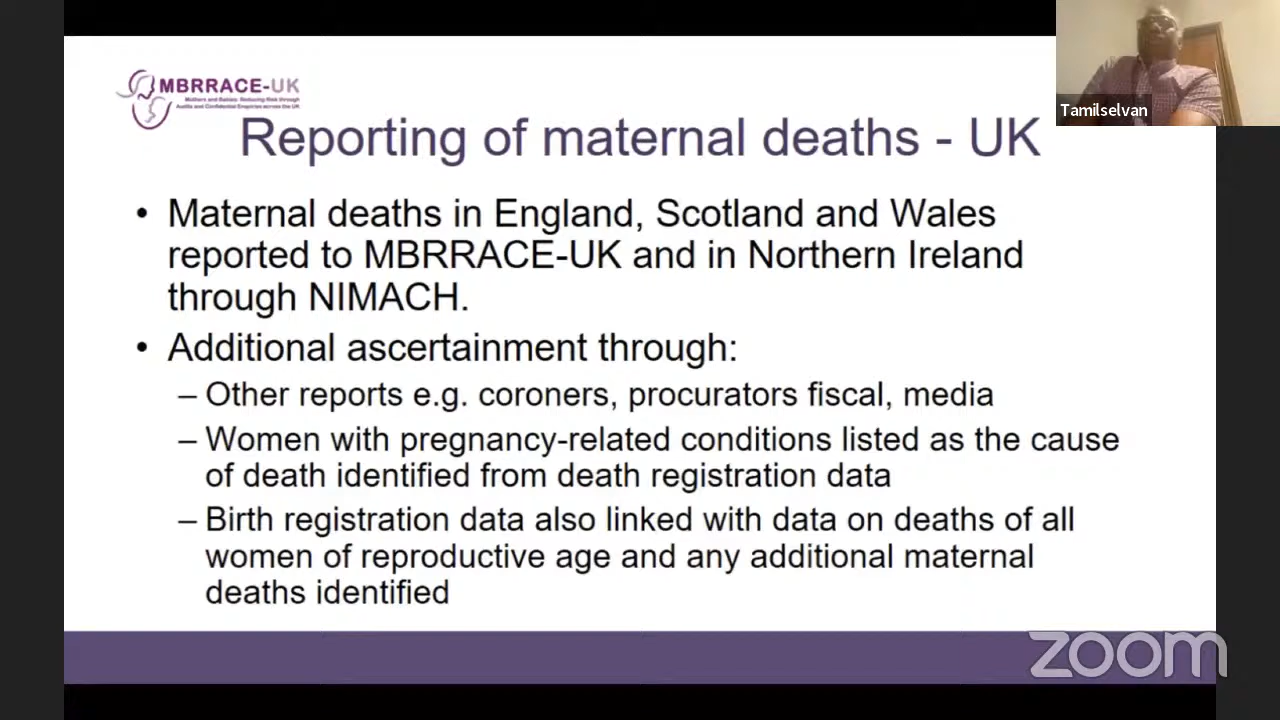 MBRRACE-UK
Mothers and Babies: Reducing Risk through
Audits and Confidential Enquiries across the UK
Tamilselvan
Reporting of maternal deaths - UK
• Maternal deaths in England, Scotland and Wales
reported to MBRRACE-UK and in Northern Ireland
through NIMACH.
• Additional ascertainment through:
– Other reports e.g. coroners, procurators fiscal, media
– Women with pregnancy-related conditions listed as the cause
of death identified from death registration data
– Birth registration data also linked with data on deaths of all
women of reproductive age and any additional maternal
deaths identified
zoom